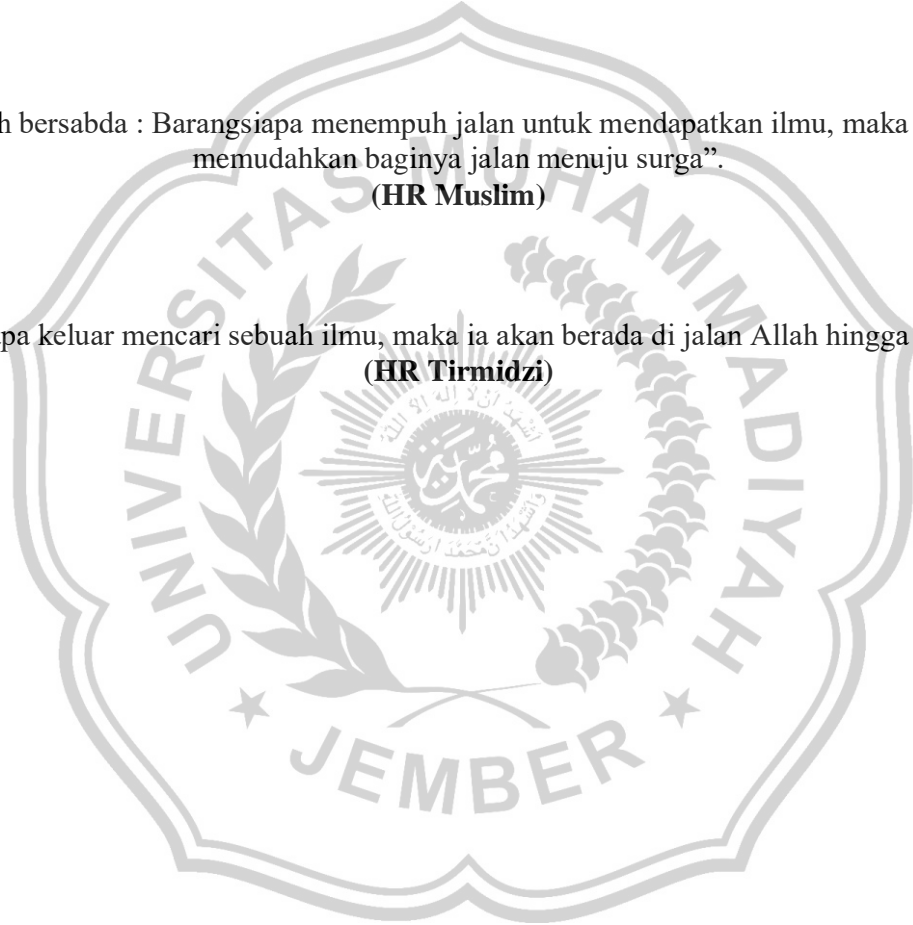 h bersabda : Barangsiapa menempuh jalan untuk mendapatkan ilmu, maka
memudahkan baginya jalan menuju surga”.
(HR Muslim)
pa keluar mencari sebuah ilmu, maka ia akan berada di jalan Allah hingga
(HR Tirmidzi)
UNIVERSITAS MUHAMMADIYAH
JEMBER